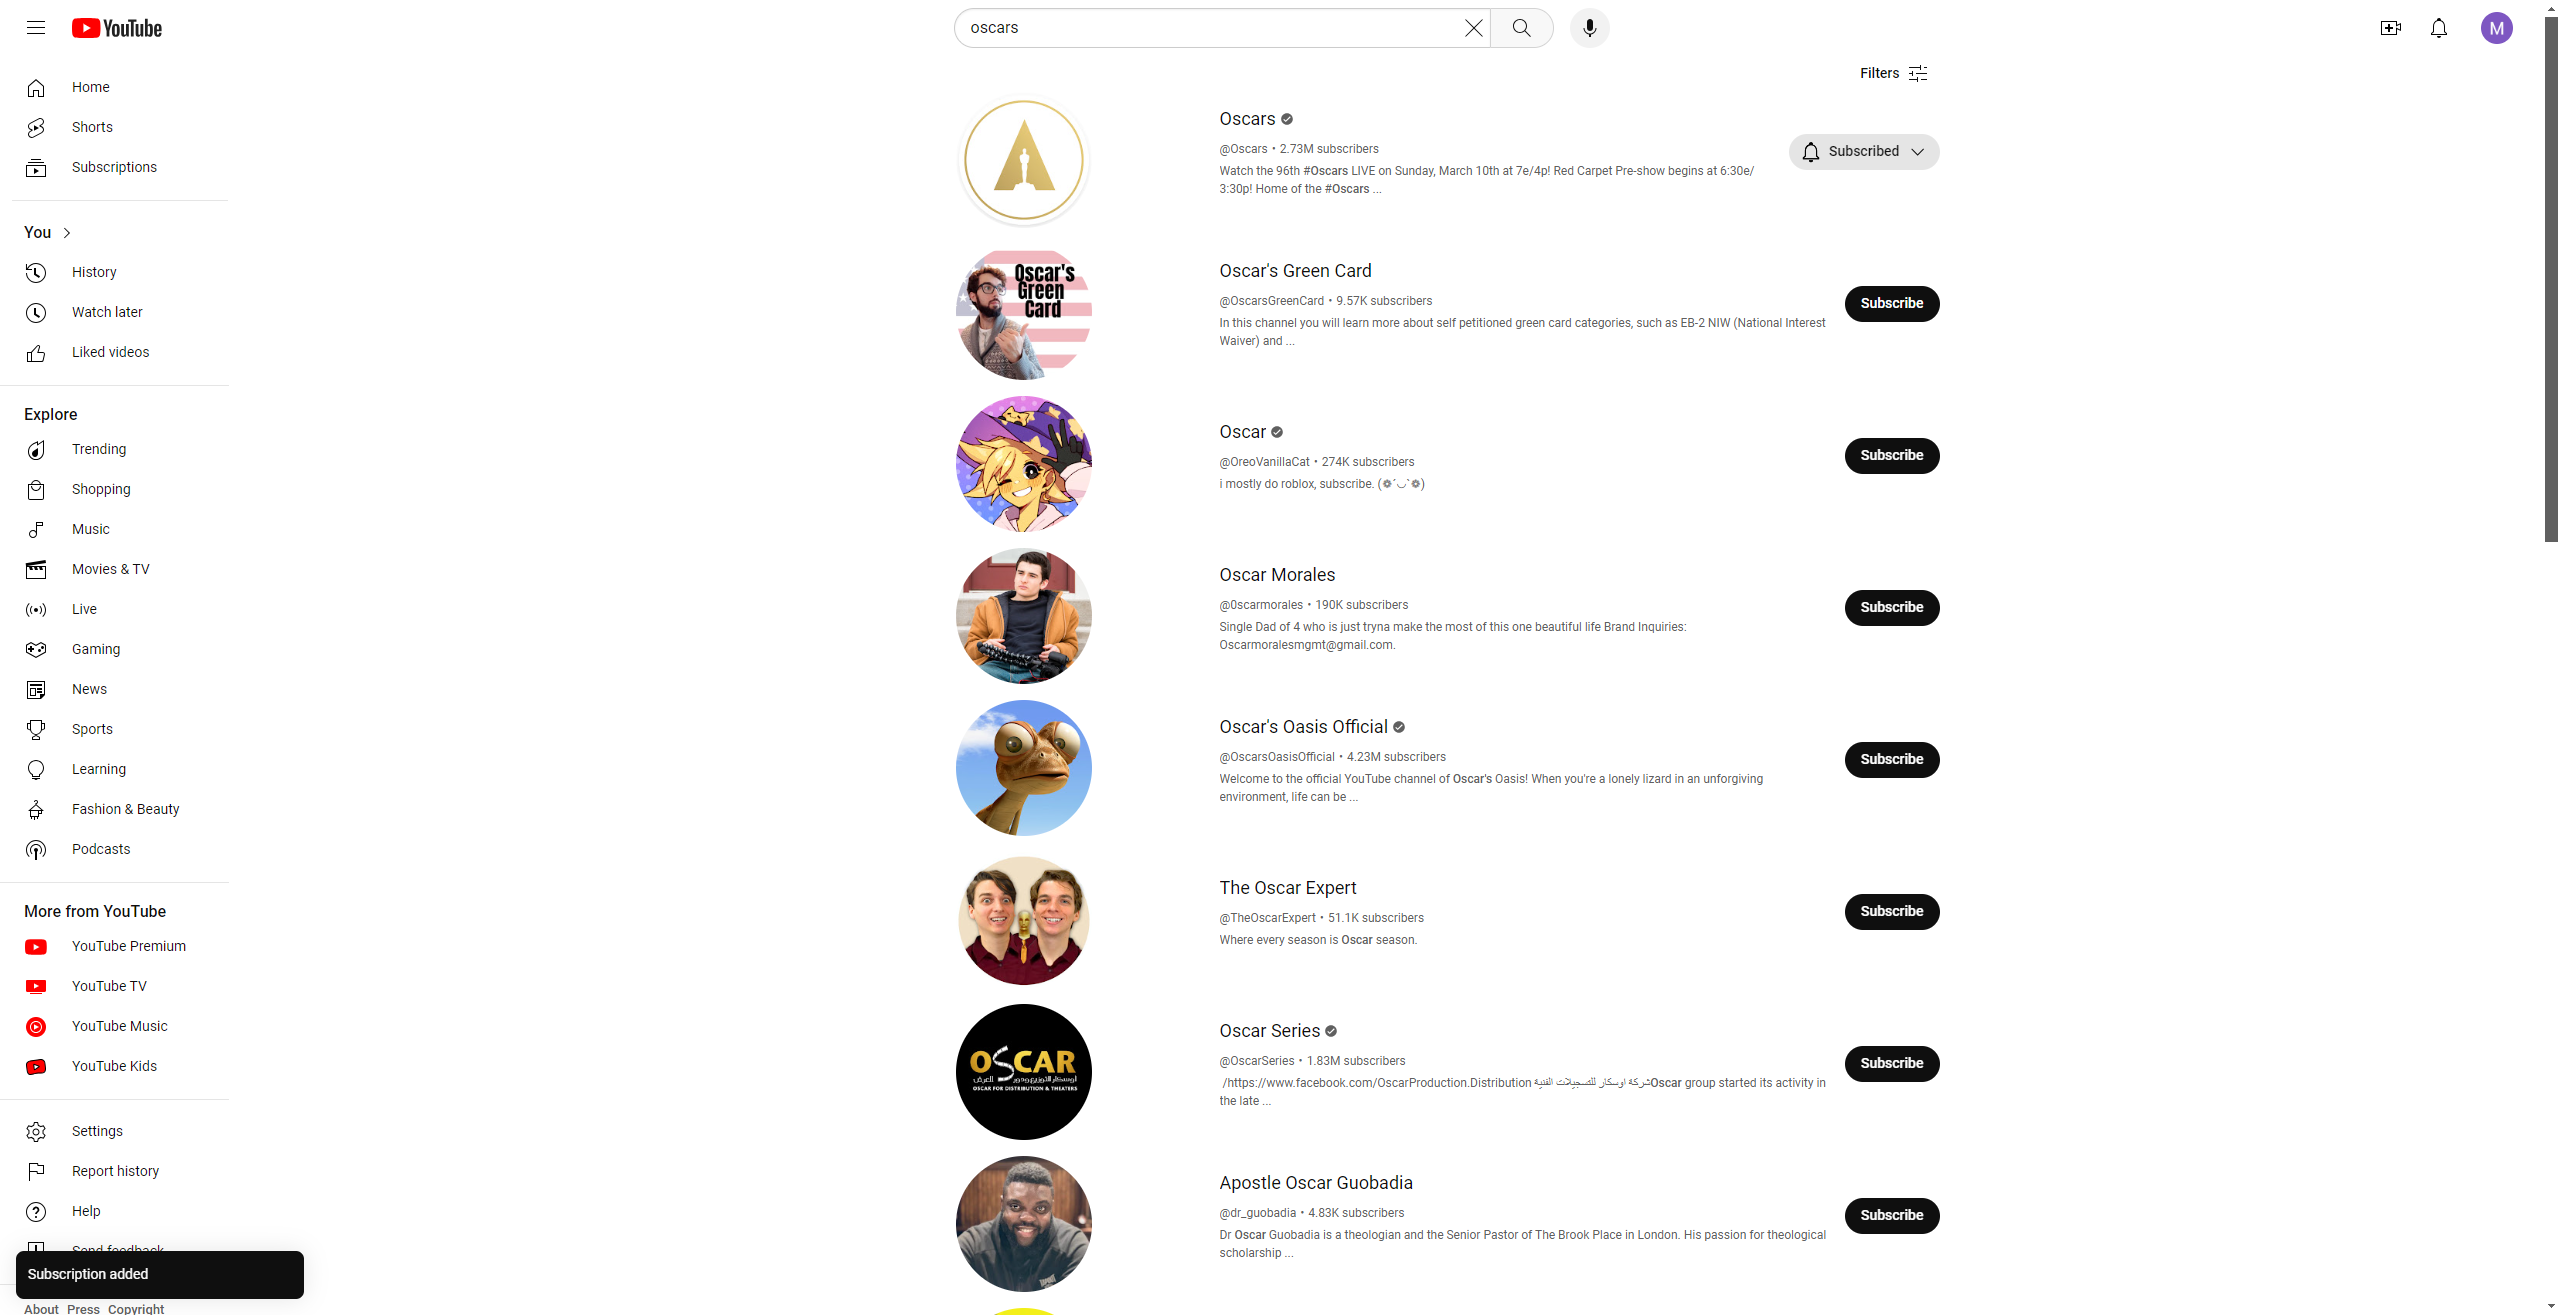 YouTube
oscars
M
Home
Shorts
Subscriptions
You
History
Watch later
Liked videos
Explore
Trending
Shopping
Music
Movies & TV
Live
Gaming
News
Sports
Learning
Fashion & Beauty
Podcasts
More from YouTube
YouTube Premium
YouTube TV
YouTube Music
YouTube Kids
Settings
Report history
Help
Send feedback
Subscription added
About Press Copyright
Filters
Oscars
@Oscars • 2.73M subscribers
Watch the 96th #Oscars LIVE on Sunday, March 10th at 7e/4p! Red Carpet Pre-show begins at 6:30e/
3:30p! Home of the #Oscars ...
Subscribed
Oscar's
Green
Card
Oscar's Green Card
@OscarsGreenCard • 9.57K subscribers
In this channel you will learn more about self petitioned green card categories, such as EB-2 NIW (National Interest
Waiver) and ...
Subscribe
Oscar
@OreoVanillaCat • 274K subscribers
i mostly do roblox, subscribe. (❁´◡`❁)
Subscribe
Oscar Morales
@0scarmorales • 190K subscribers
Single Dad of 4 who is just tryna make the most of this one beautiful life Brand Inquiries:
Oscarmoralesmgmt@gmail.com.
Subscribe
Oscar's Oasis Official
@OscarsOasisOfficial • 4.23M subscribers
Welcome to the official YouTube channel of Oscar's Oasis! When you're a lonely lizard in an unforgiving
environment, life can be ...
Subscribe
The Oscar Expert
@TheOscarExpert • 51.1K subscribers
Where every season is Oscar season.
Subscribe
OSCAR
أوسكار للتوزيع ودور العرض
OSCAR FOR DISTRIBUTION & THEATERS
Oscar Series
@OscarSeries • 1.83M subscribers
/https://www.facebook.com/OscarProduction.Distribution شركة اوسكار للتسجيلات الفنية Oscar group started its activity in
the late ...
Subscribe
Apostle Oscar Guobadia
@dr_guobadia • 4.83K subscribers
Dr Oscar Guobadia is a theologian and the Senior Pastor of The Brook Place in London. His passion for theological
scholarship ...
Subscribe